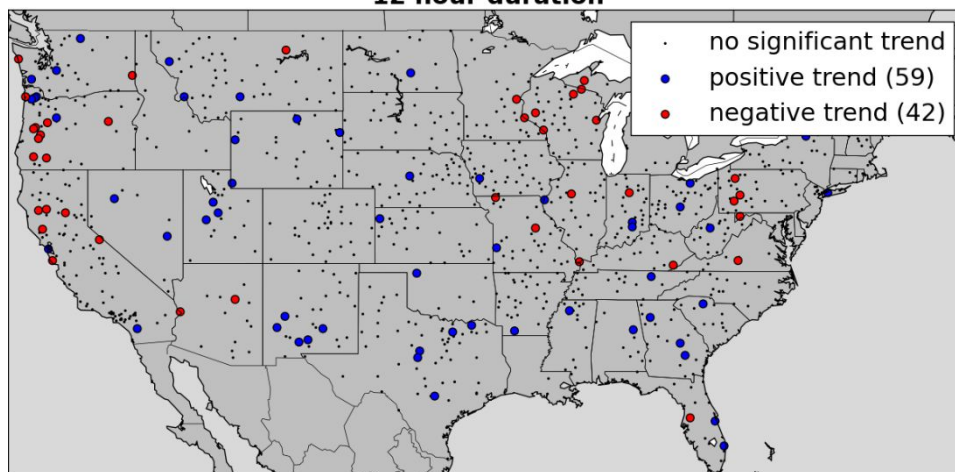 12-hour duration
no significant trend
positive trend (59)
negative trend (42)